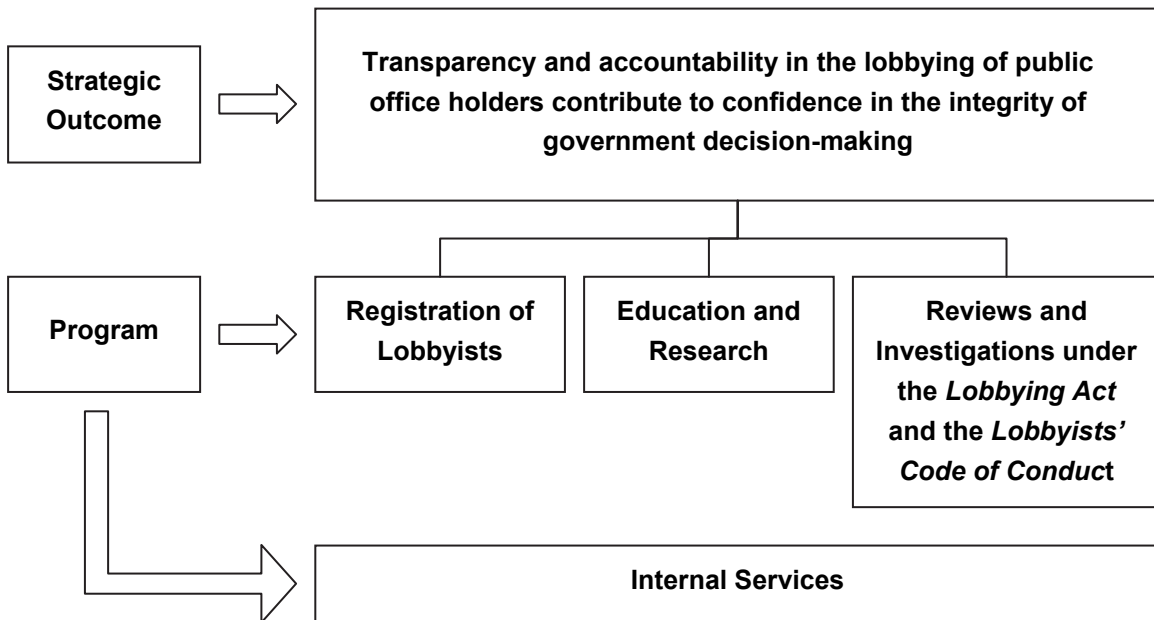 Strategic
Outcome
Transparency and accountability in the lobbying of public
office holders contribute to confidence in the integrity of
government decision-making
Program
Registration of
Lobbyists
Education and
Research
Reviews and
Investigations under
the Lobbying Act
and the Lobbyists’
Code of Conduct
Internal Services